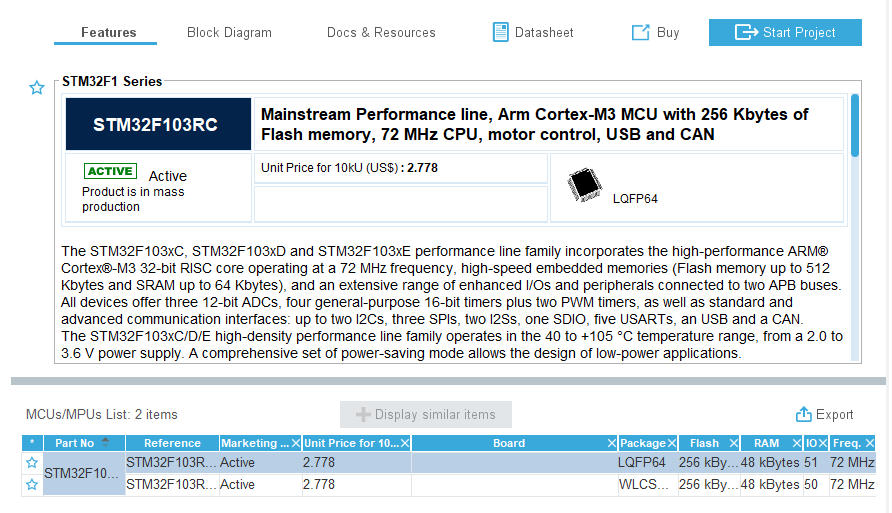 Features Block Diagram Docs & Resources Datasheet Buy Start Project
STM32F1 Series
STM32F103RC
Mainstream Performance line, Arm Cortex-M3 MCU with 256 Kbytes of
Flash memory, 72 MHz CPU, motor control, USB and CAN
ACTIVE Active
Product is in mass
production
Unit Price for 10kU (US$) : 2.778
LQFP64
The STM32F103xC, STM32F103xD and STM32F103xE performance line family incorporates the high-performance ARM®
Cortex®-M3 32-bit RISC core operating at a 72 MHz frequency, high-speed embedded memories (Flash memory up to 512
Kbytes and SRAM up to 64 Kbytes), and an extensive range of enhanced I/Os and peripherals connected to two APB buses.
All devices offer three 12-bit ADCs, four general-purpose 16-bit timers plus two PWM timers, as well as standard and
advanced communication interfaces: up to two I2Cs, three SPIs, two I2Ss, one SDIO, five USARTs, an USB and a CAN.
The STM32F103xC/D/E high-density performance line family operates in the 40 to +105 °C temperature range, from a 2.0 to
3.6 V power supply. A comprehensive set of power-saving mode allows the design of low-power applications.
MCUs/MPUs List: 2 items Display similar items Export
* Part No Reference Marketing ... Unit Price for 10... Board Package Flash RAM IO Freq.
STM32F10... STM32F103R... Active 2.778 LQFP64 256 kBy... 48 kBytes 51 72 MHz
STM32F103R... Active 2.778 WLCS... 256 kBy... 48 kBytes 50 72 MHz